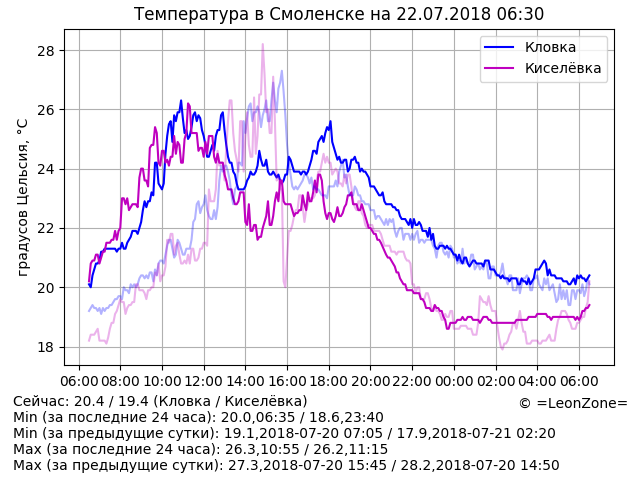 Температура в Смоленске на 22.07.2018 06:30
градусов Цельсия, °C
28
26
24
22
20
18
Кловка
Киселёвка
06:00 08:00 10:00 12:00 14:00 16:00 18:00 20:00 22:00 00:00 02:00 04:00 06:00
Сейчас: 20.4 / 19.4 (Кловка / Киселёвка)
© =LeonZone=
Min (за последние 24 часа): 20.0,06:35 / 18.6,23:40
Min (за предыдущие сутки): 19.1,2018-07-20 07:05 / 17.9,2018-07-21 02:20
Max (за последние 24 часа): 26.3,10:55 / 26.2,11:15
Max (за предыдущие сутки): 27.3,2018-07-20 15:45 / 28.2,2018-07-20 14:50